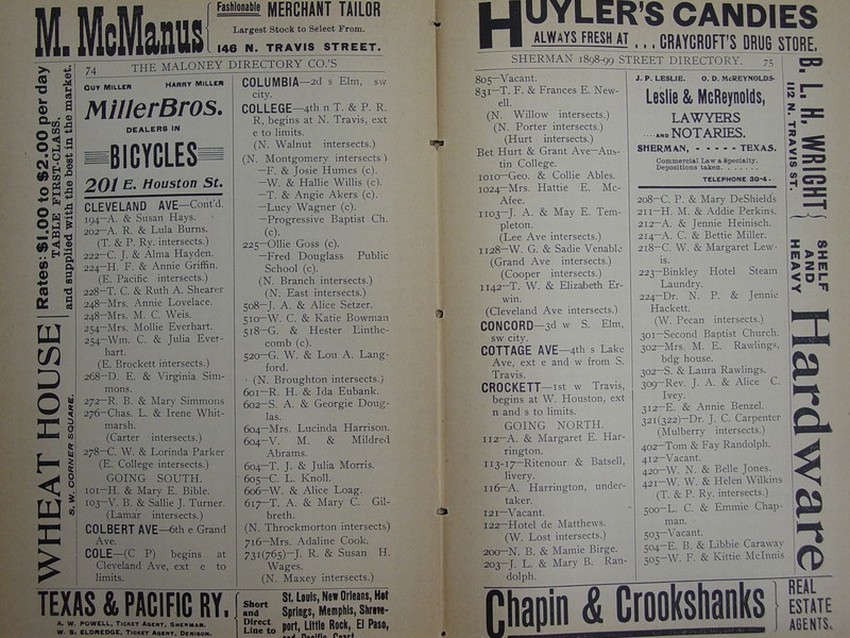 M. McManus
Fashionable MERCHANT TAILOR
Largest Stock to Select From.
146 N. TRAVIS STREET.
WHEAT HOUSE
S. W. CORNER SQUARE.
Rates: $1.00 to $2.00 per day
TABLE FIRST-CLASS,
and supplied with the best in the market.
74 THE MALONEY DIRECTORY CO.'S
GUY MILLER HARRY MILLER
Miller Bros.
DEALERS IN
BICYCLES
201 E. Houston St.
CLEVELAND AVE—Cont'd.
194—A. & Susan Hays.
202—A. R. & Lula Burns.
(T. & P. Ry. intersects.)
222—C. J. & Alma Hayden.
224—H. F. & Annie Griffin.
(E. Pacific intersects.)
228—T. C. & Ruth A. Shearer
248—Mrs. Annie Lovelace.
248—Mrs. M. C. Weis.
254—Mrs. Mollie Everhart.
254—Wm. C. & Julia Ever-
hart.
(E. Brockett intersects.)
268—D. E. & Virginia Sim-
mons.
272—R. B. & Mary Simmons
276—Chas. L. & Irene Whit-
marsh.
(Carter intersects.)
278—C. W. & Lorinda Parker
(E. College intersects.)
GOING SOUTH.
101—H. & Mary E. Bible.
103—V. B. & Sallie J. Turner.
(Lamar intersects.)
COLBERT AVE—6th e Grand
Ave.
COLE—(C P) begins at
Cleveland Ave, ext e to
limits.
COLUMBIA—2d s Elm, sw
city.
COLLEGE—4th n T. & P. R.
R, begins at N. Travis, ext
e to limits.
(N. Walnut intersects.)
(N. Montgomery intersects)
—F. & Josie Humes (c).
—W. & Hallie Willis (c).
—T. & Angie Akers (c).
—Lucy Wagner (c).
—Progressive Baptist Ch.
(c).
225—Ollie Goss (c).
—Fred Douglass Public
School (c).
(N. Branch intersects.)
(N. East intersects.)
508—J. A. & Alice Setzer.
510—W. C. & Katie Bowman
518—G. & Hester Linthe-
comb (c).
520—G. W. & Lou A. Lang-
ford.
(N. Broughton intersects.)
601—R. H. & Ida Eubank.
602—S. A. & Georgie Doug-
las.
604—Mrs. Lucinda Harrison.
604—V. M. & Mildred
Abrams.
604—T. J. & Julia Morris.
605—C. L. Knoll.
606—W. & Alice Loag.
617—T. A. & Mary C. Gil-
breth.
(N. Throckmorton intersects)
716—Mrs. Adaline Cook.
731(765)—J. R. & Susan H.
Wages.
(N. Maxey intersects.)
TEXAS & PACIFIC RY.
A. W. POWELL, TICKET AGENT, SHERMAN.
W. S. ELDREDGE, TICKET AGENT, DENISON.
Short
and
Direct
Line to
St. Louis, New Orleans, Hot
Springs, Memphis, Shreve-
port, Little Rock, El Paso,
and Pacific Coast.
HUYLER'S CANDIES
ALWAYS FRESH AT ... CRAYCROFT'S DRUG STORE.
SHERMAN 1898-99 STREET DIRECTORY. 75
805—Vacant.
831—T. F. & Frances E. New-
ell.
(N. Willow intersects.)
(N. Porter intersects.)
(Hurt intersects.)
Bet Hurt & Grant Ave—Aus-
tin College.
1010—Geo. & Collie Ables.
1024—Mrs. Hattie E. Mc-
Afee.
1103—J. A. & May E. Tem-
pleton.
(Lee Ave intersects.)
1128—W. G. & Sadie Venable
(Grand Ave intersects.)
(Cooper intersects.)
1142—T. W. & Elizabeth Er-
win.
(Cleveland Ave intersects.)
CONCORD—3d w S. Elm,
sw city.
COTTAGE AVE—4th s Lake
Ave, ext e and w from S.
Travis.
CROCKETT—1st w Travis,
begins at W. Houston, ext
n and s to limits.
GOING NORTH.
112—A. & Margaret E. Har-
rington.
113-17—Ritenour & Batsell,
livery.
116—A. Harrington, under-
taker.
121—Vacant.
122—Hotel de Matthews.
(W. Lost intersects.)
200—N. B. & Mamie Birge.
203—J. L. & Mary B. Ran-
dolph.
J. P. LESLIE. O. D. McREYNOLDS.
Leslie & McReynolds,
LAWYERS
....AND NOTARIES.
SHERMAN, - - - - - TEXAS.
Commercial Law a Specialty.
Depositions taken.......
TELEPHONE 30-4.
208—C. P. & Mary DeShields
211—H. M. & Addie Perkins.
212—A. & Jennie Heinisch.
214—A. C. & Bettie Miller.
218—C. W. & Margaret Lew-
is.
223—Binkley Hotel Steam
Laundry.
224—Dr. N. P. & Jennie
Hackett.
(W. Pecan intersects.)
301—Second Baptist Church.
302—Mrs. M. E. Rawlings,
bdg house.
302—S. & Laura Rawlings.
309—Rev. J. A. & Alice C.
Ivey.
312—E. & Annie Benzel.
321(322)—Dr. J. C. Carpenter
(Mulberry intersects.)
402—Tom & Fay Randolph.
412—Vacant.
420—W. N. & Belle Jones.
421—W. W. & Helen Wilkins
(T. & P. Ry. intersects.)
500—L. C. & Emmie Chap-
man.
503—Vacant.
504—E. B. & Libbie Caraway
505—W. F. & Kittie McInnis
B. L. H. WRIGHT
112 N. TRAVIS ST.
SHELF
AND
HEAVY
Hardware
Chapin & Crookshanks
REAL
ESTATE
AGENTS.